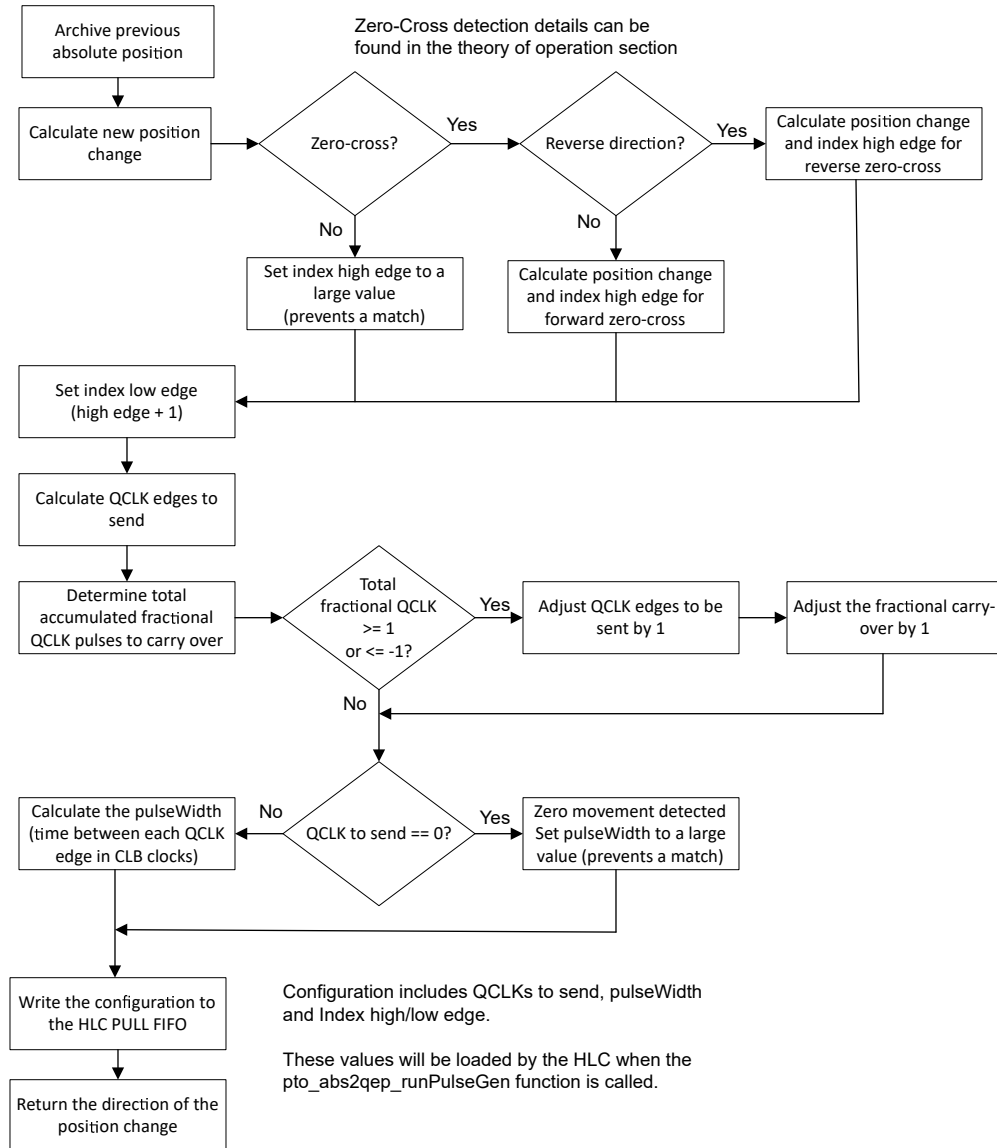 Archive previous
absolute position
Zero-Cross detection details can be
found in the theory of operation section
Calculate new position
change
Zero-cross?
Yes
Reverse direction?
Yes
Calculate position change
and index high edge for
reverse zero-cross
No
No
Set index high edge to a
large value
(prevents a match)
Calculate position change
and index high edge for
forward zero-cross
Set index low edge
(high edge + 1)
Calculate QCLK edges to
send
Determine total
accumulated fractional
QCLK pulses to carry over
Total
fractional QCLK
>= 1
or <= -1?
Yes
Adjust QCLK edges to be
sent by 1
Adjust the fractional carry-
over by 1
No
Calculate the pulseWidth
(time between each QCLK
edge in CLB clocks)
No
QCLK to send == 0?
Yes
Zero movement detected
Set pulseWidth to a large
value (prevents a match)
Write the configuration to
the HLC PULL FIFO
Configuration includes QCLKs to send, pulseWidth
and Index high/low edge.
These values will be loaded by the HLC when the
pto_abs2qep_runPulseGen function is called.
Return the direction of the
position change